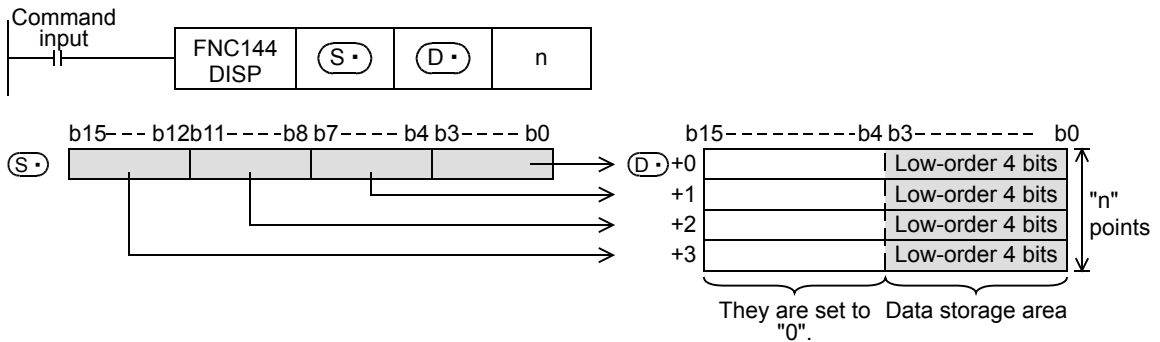 Command
input
FNC144
DISP
S·
D·
n
b15--- b12b11----b8 b7----- b4 b3---- b0
S·
b15-----------b4 b3--------- b0
D· +0 Low-order 4 bits
+1 Low-order 4 bits
+2 Low-order 4 bits
+3 Low-order 4 bits
"n"
points
They are set to
"0".
Data storage area